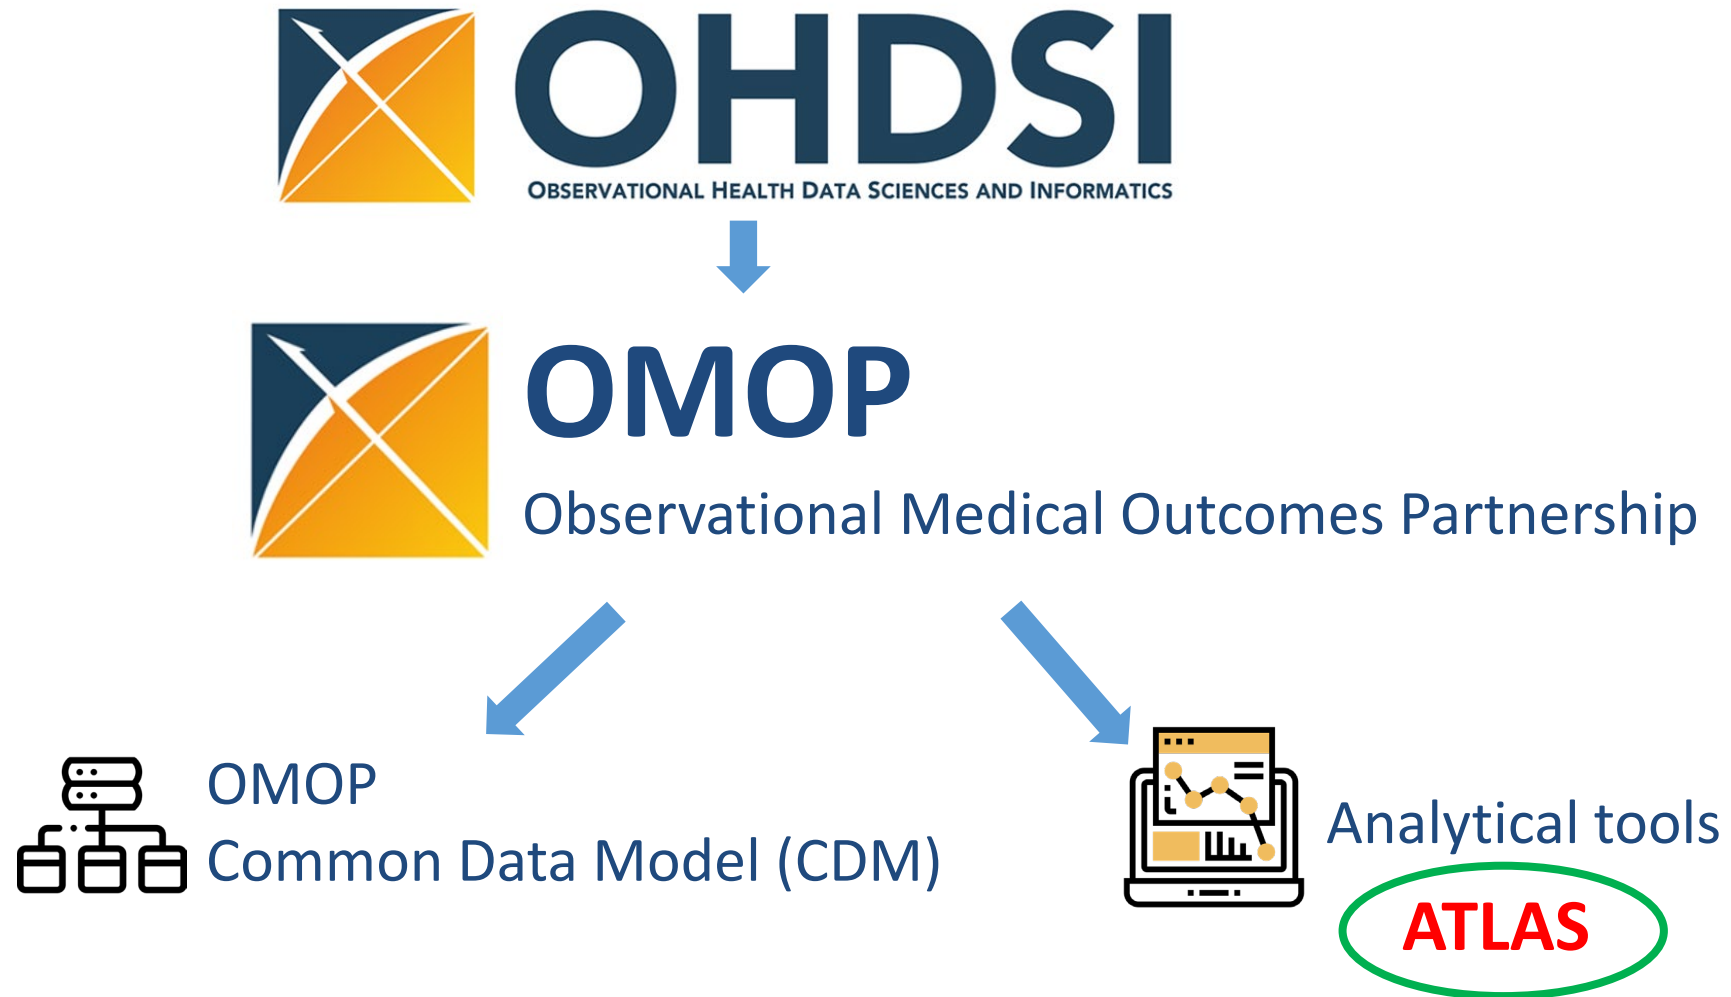 OHDSI
OBSERVATIONAL HEALTH DATA SCIENCES AND INFORMATICS
OMOP
Observational Medical Outcomes Partnership
OMOP
Common Data Model (CDM)
Analytical tools
ATLAS